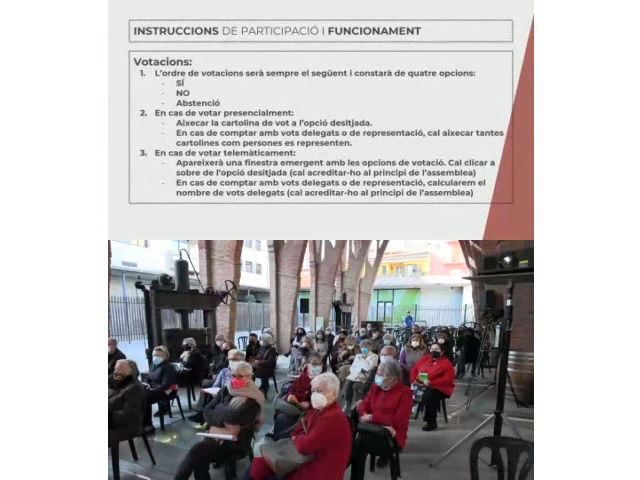 INSTRUCCIONS DE PARTICIPACIÓ I FUNCIONAMENT
Votacions:
1. L'ordre de votacions serà sempre el següent i constarà de quatre opcions:
- SÍ
- NO
- Abstenció
2. En cas de votar presencialment:
- Aixecar la cartolina de vot a l'opció desitjada.
- En cas de comptar amb vots delegats o de representació, cal aixecar tantes
cartolines com persones es representen.
3. En cas de votar telemàticament:
- Apareixerà una finestra emergent amb les opcions de votació. Cal clicar a
sobre de l'opció desitjada (cal acreditar-ho al principi de l'assemblea)
- En cas de comptar amb vots delegats o de representació, calcularem el
nombre de vots delegats (cal acreditar-ho al principi de l'assemblea)